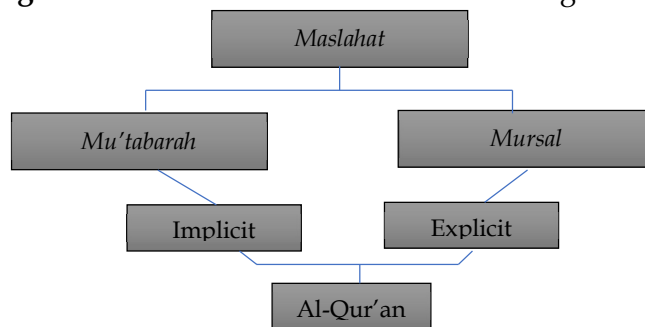 Maslahat
Mu'tabarah
Mursal
Implicit
Explicit
Al-Qur'an